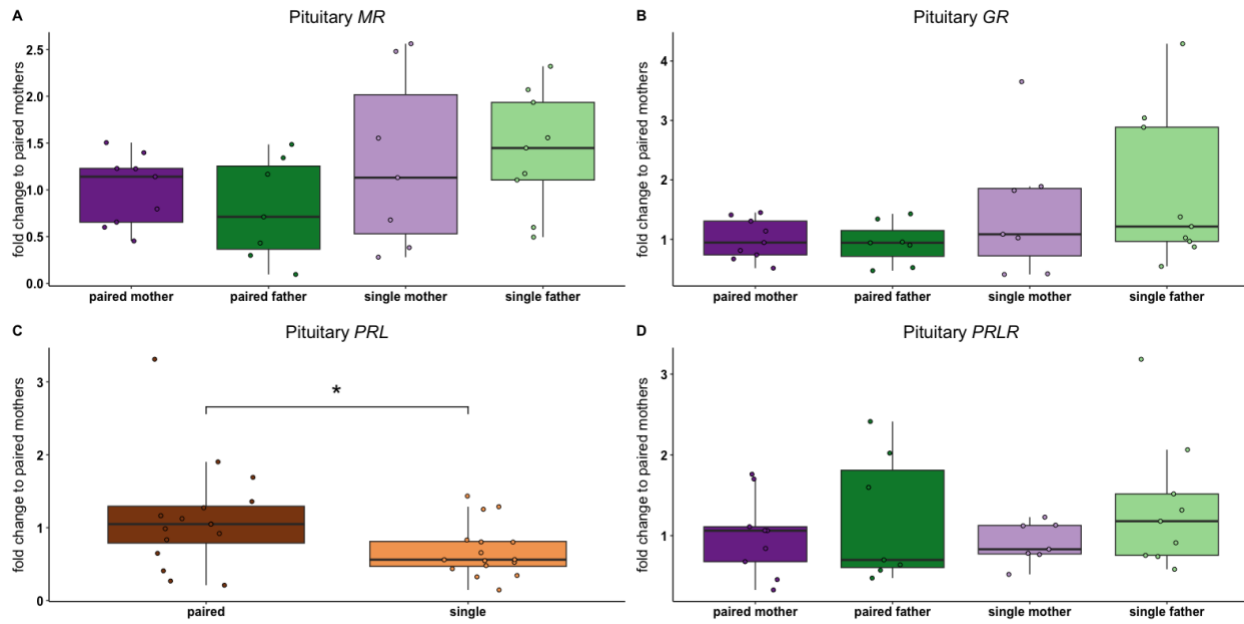 A
Pituitary MR
fold change to paired mothers
2.5
2.0
1.5
1.0
0.5
0.0
paired mother paired father single mother single father
B
Pituitary GR
fold change to paired mothers
4
3
2
1
paired mother paired father single mother single father
C
Pituitary PRL
fold change to paired mothers
3
2
1
0
*
paired single
D
Pituitary PRLR
fold change to paired mothers
3
2
1
paired mother paired father single mother single father